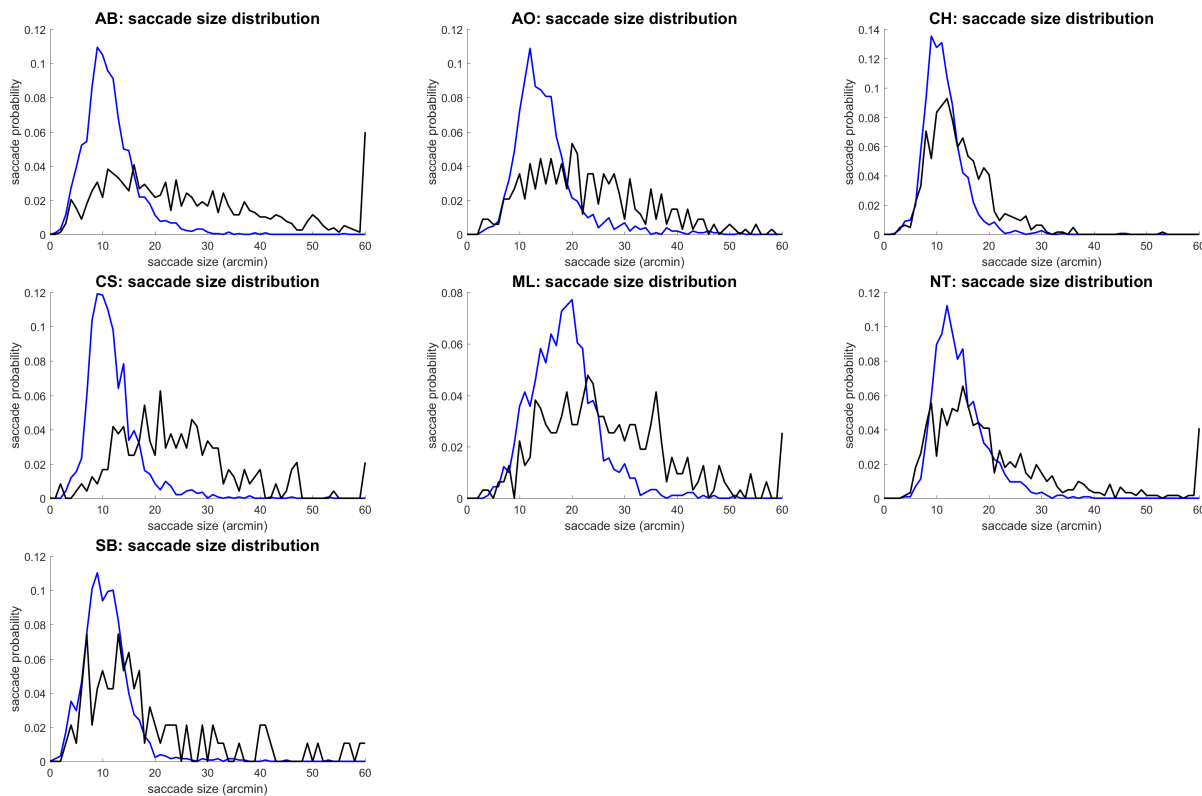 AB: saccade size distribution
0.12
0.1
0.08
0.06
0.04
0.02
0
saccade probability
0 10 20 30 40 50 60
saccade size (arcmin)
AO: saccade size distribution
0.12
0.1
0.08
0.06
0.04
0.02
0
saccade probability
0 10 20 30 40 50 60
saccade size (arcmin)
CH: saccade size distribution
0.14
0.12
0.1
0.08
0.06
0.04
0.02
0
saccade probability
0 10 20 30 40 50 60
saccade size (arcmin)
CS: saccade size distribution
0.12
0.1
0.08
0.06
0.04
0.02
0
saccade probability
0 10 20 30 40 50 60
saccade size (arcmin)
ML: saccade size distribution
0.08
0.06
0.04
0.02
0
saccade probability
0 10 20 30 40 50 60
saccade size (arcmin)
NT: saccade size distribution
0.12
0.1
0.08
0.06
0.04
0.02
0
saccade probability
0 10 20 30 40 50 60
saccade size (arcmin)
SB: saccade size distribution
0.12
0.1
0.08
0.06
0.04
0.02
0
saccade probability
0 10 20 30 40 50 60
saccade size (arcmin)